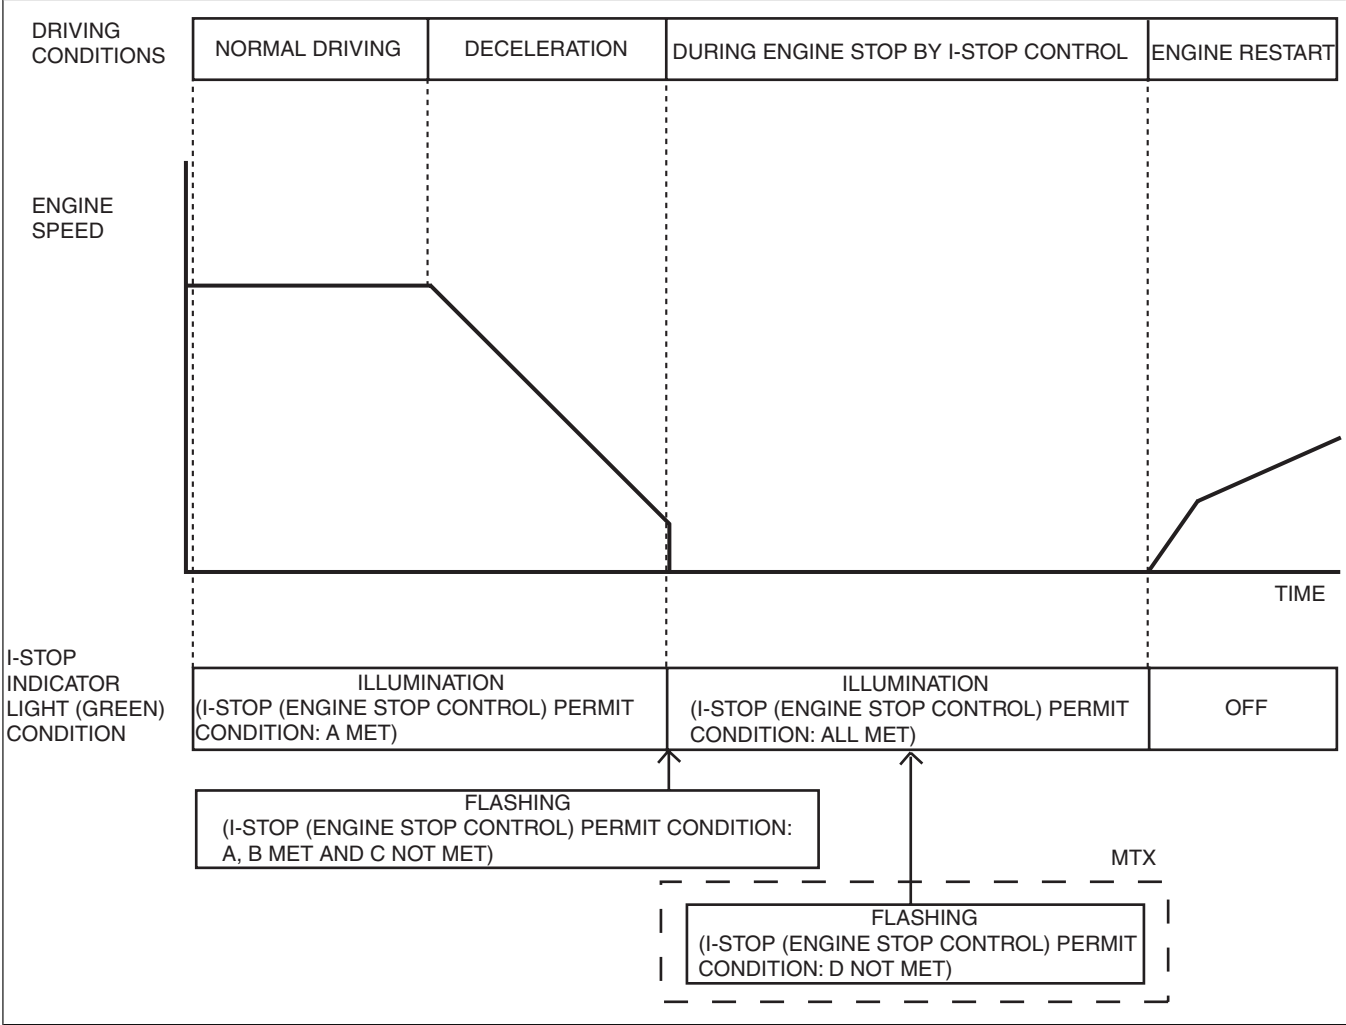 DRIVING
CONDITIONS
NORMAL DRIVING
DECELERATION
DURING ENGINE STOP BY I-STOP CONTROL
ENGINE RESTART
ENGINE
SPEED
TIME
I-STOP
INDICATOR
LIGHT (GREEN)
CONDITION
ILLUMINATION
(I-STOP (ENGINE STOP CONTROL) PERMIT
CONDITION: A MET)
ILLUMINATION
(I-STOP (ENGINE STOP CONTROL) PERMIT
CONDITION: ALL MET)
OFF
FLASHING
(I-STOP (ENGINE STOP CONTROL) PERMIT CONDITION:
A, B MET AND C NOT MET)
MTX
FLASHING
(I-STOP (ENGINE STOP CONTROL) PERMIT
CONDITION: D NOT MET)